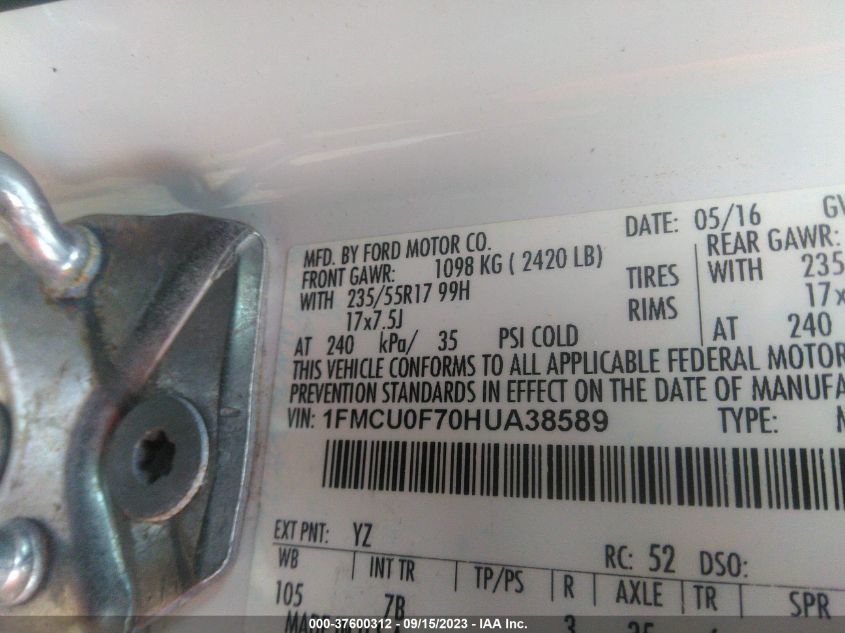 DATE: 05/16
MFD. BY FORD MOTOR CO.
FRONT GAWR: 1098 KG ( 2420 LB)
REAR GAWR:
WITH 235/55R17 99H TIRES WITH 235
17x7.5J RIMS 17x
AT 240 kPa/ 35 PSI COLD AT 240
THIS VEHICLE CONFORMS TO ALL APPLICABLE FEDERAL MOTOR
PREVENTION STANDARDS IN EFFECT ON THE DATE OF MANUFA
VIN: 1FMCU0F70HUA38589 TYPE:
EXT PNT: YZ RC: 52 DSO:
WB INT TR TP/PS R AXLE TR SPR
105 7B 3
000-37600312 - 09/15/2023 - IAA Inc.